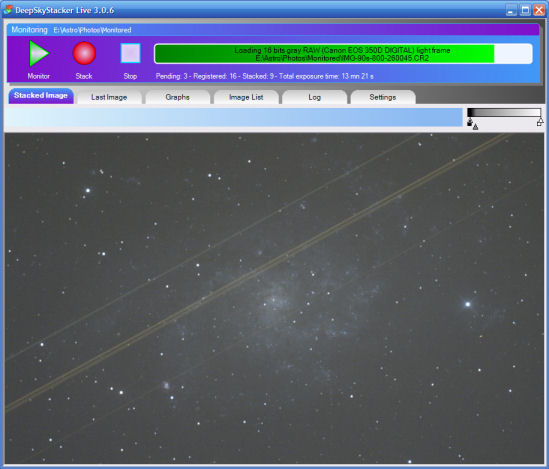 DeepSkyStacker Live 3.0.6
Monitoring E:\Astro\Photos\Monitored
Loading 16 bits gray RAW (Canon EOS 350D DIGITAL) light frame
E:\Astro\Photos\Monitored\IMG-90s-800-260045.CR2
Monitor Stack Stop
Pending: 3 - Registered: 16 - Stacked: 9 - Total exposure time: 13 mn 21 s
Stacked Image Last Image Graphs Image List Log Settings